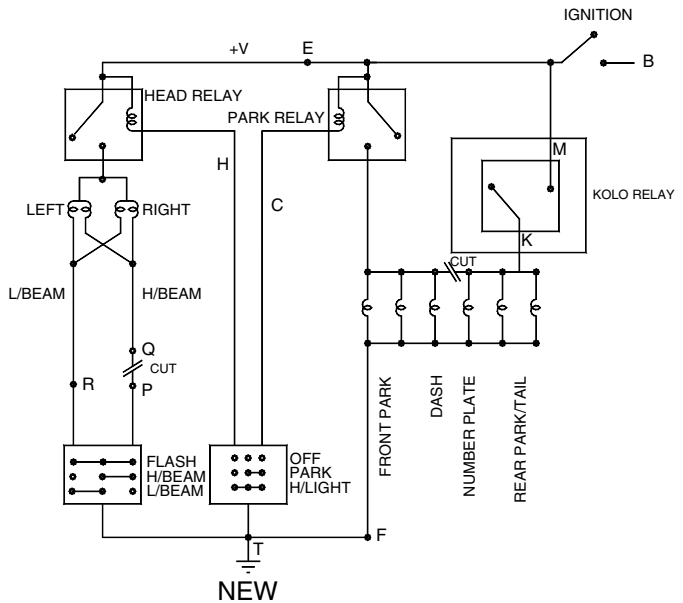 IGNITION
+V
E
B
HEAD RELAY
PARK RELAY
M
H
KOLO RELAY
LEFT
RIGHT
C
K
CUT
L/BEAM
H/BEAM
Q
CUT
R
P
FRONT PARK
DASH
NUMBER PLATE
REAR PARK/TAIL
FLASH
H/BEAM
L/BEAM
OFF
PARK
H/LIGHT
F
T
NEW